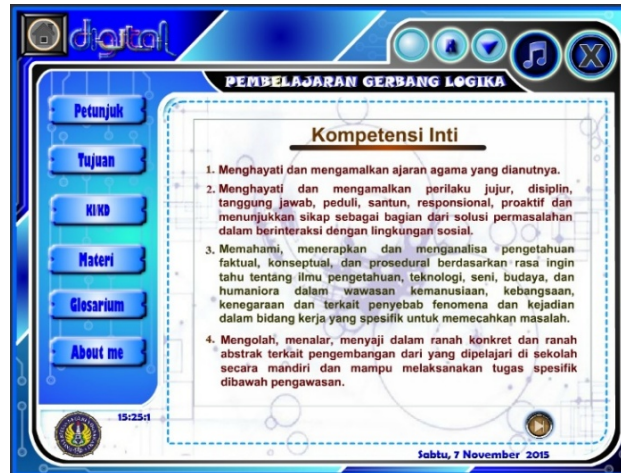 digital
A
X
PEMBELAJARAN GERBANG LOGIKA
Petunjuk
Tujuan
KI KD
Materi
Glosarium
About me
Kompetensi Inti
1. Menghayati dan mengamalkan ajaran agama yang dianutnya.
2. Menghayati dan mengamalkan perilaku jujur, disiplin,
tanggung jawab, peduli, santun, responsional, proaktif dan
menunjukkan sikap sebagai bagian dari solusi permasalahan
dalam berinteraksi dengan lingkungan sosial.
3. Memahami, menerapkan dan menganalisa pengetahuan
faktual, konseptual, dan prosedural berdasarkan rasa ingin
tahu tentang ilmu pengetahuan, teknologi, seni, budaya, dan
humaniora dalam wawasan kemanusiaan, kebangsaan,
kenegaraan dan terkait penyebab fenomena dan kejadian
dalam bidang kerja yang spesifik untuk memecahkan masalah.
4. Mengolah, menalar, menyaji dalam ranah konkret dan ranah
abstrak terkait pengembangan dari yang dipelajari di sekolah
secara mandiri dan mampu melaksanakan tugas spesifik
dibawah pengawasan.
15:25:1
Sabtu, 7 November 2015